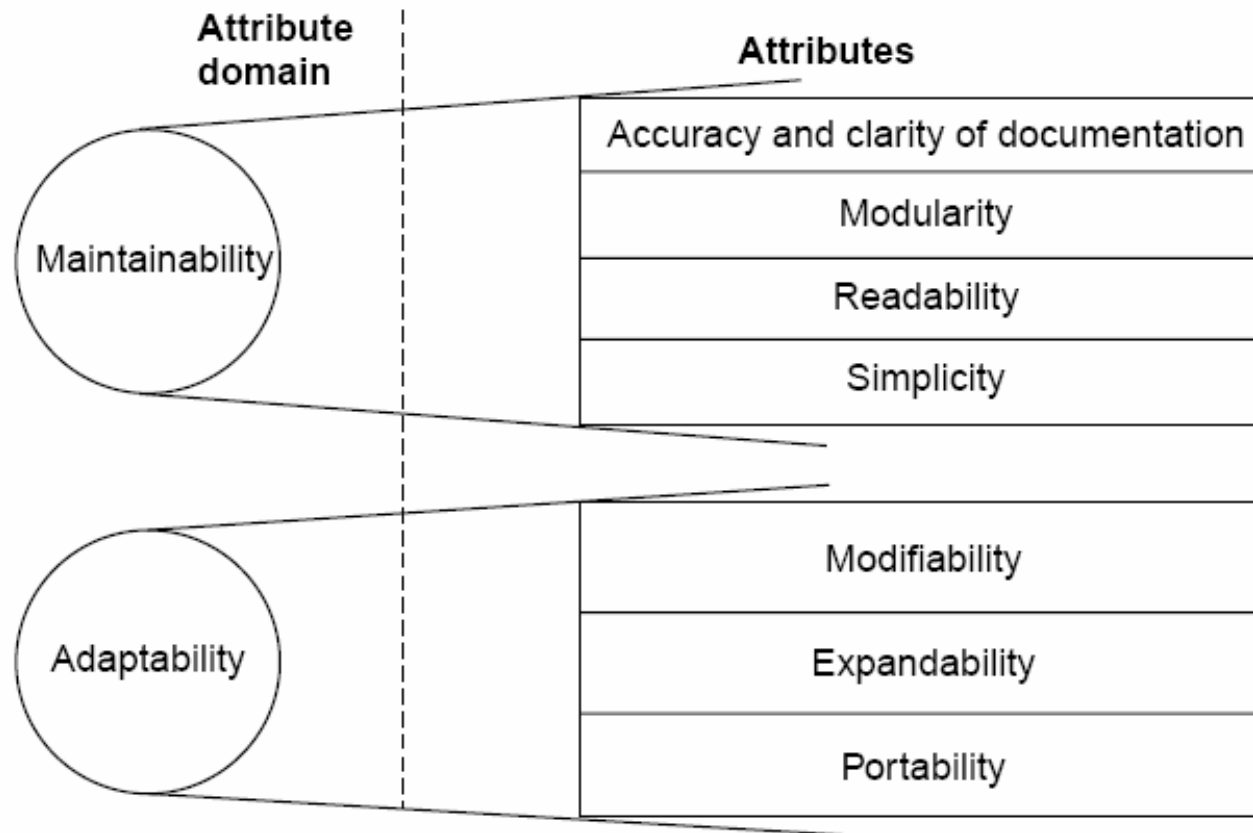 Attribute
domain
Attributes
Maintainability
Accuracy and clarity of documentation
Modularity
Readability
Simplicity
Adaptability
Modifiability
Expandability
Portability